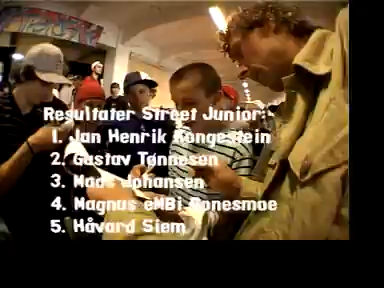 Resultater Street Junior:
1. Jan Henrik Kongestein
2. Gustav Tønnesen
3. Mads Johansen
4. Magnus eMBi Bonesmoe
5. Håvard Siem